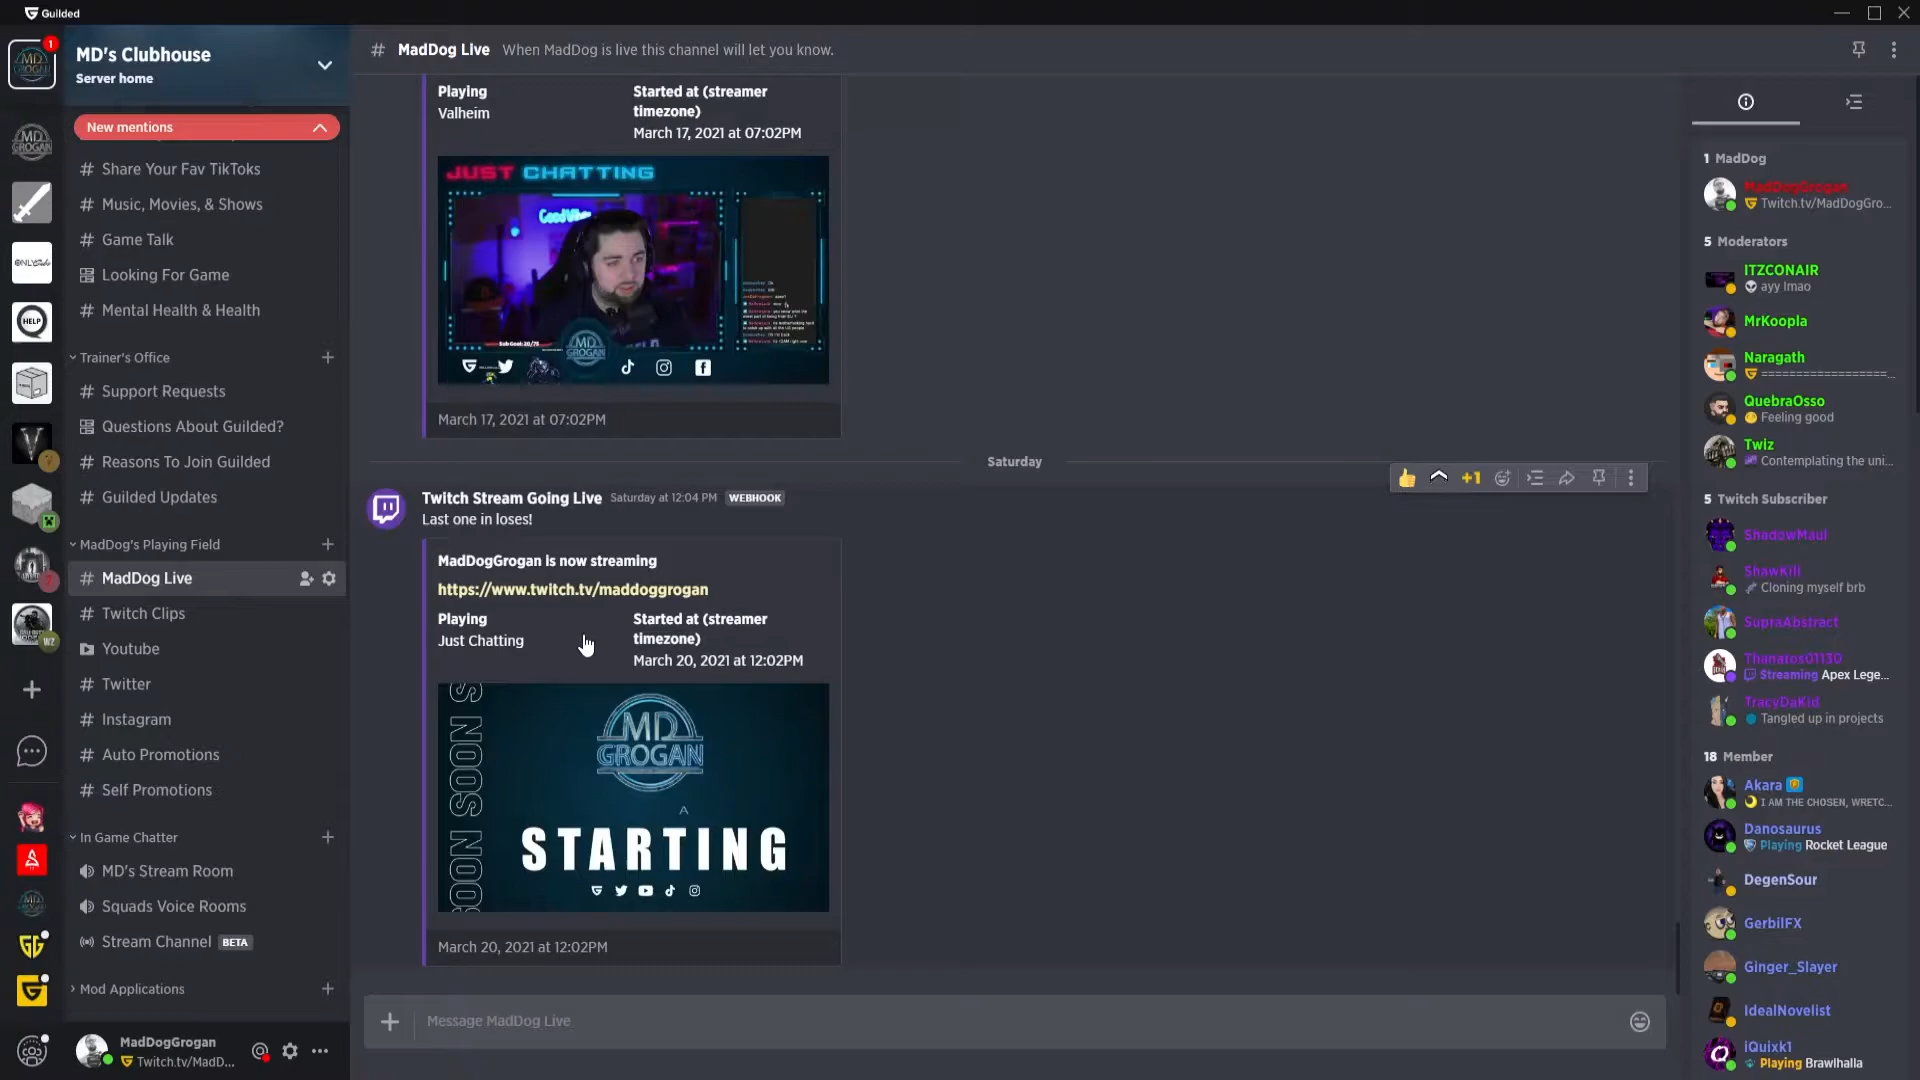 Guilded
1
MD's Clubhouse
Server home
New mentions
# Share Your Fav TikToks
# Music, Movies, & Shows
# Game Talk
Looking For Game
# Mental Health & Health
Trainer's Office
# Support Requests
Questions About Guilded?
# Reasons To Join Guilded
# Guilded Updates
MadDog's Playing Field
# MadDog Live
# Twitch Clips
Youtube
# Twitter
# Instagram
# Auto Promotions
# Self Promotions
In Game Chatter
MD's Stream Room
Squads Voice Rooms
Stream Channel BETA
Mod Applications
MadDogGrogan
Twitch.tv/MadD...
MD GROGAN
HELP
WZ
# MadDog Live When MadDog is live this channel will let you know.
Playing
Valheim
Started at (streamer
timezone)
March 17, 2021 at 07:02PM
JUST CHATTING
MD
GROGAN
March 17, 2021 at 07:02PM
Saturday
+1
Twitch Stream Going Live Saturday at 12:04 PM WEBHOOK
Last one in loses!
MadDogGrogan is now streaming
https://www.twitch.tv/maddoggrogan
Playing
Just Chatting
Started at (streamer
timezone)
March 20, 2021 at 12:02PM
SOON SOON
MD
GROGAN
A
STARTING
March 20, 2021 at 12:02PM
Message MadDog Live
1 MadDog
MadDogGrogan
Twitch.tv/MadDogGro...
5 Moderators
ITZCONAIR
ayy lmao
MrKoopla
Naragath
==================...
QuebraOsso
Feeling good
Twiz
Contemplating the uni...
5 Twitch Subscriber
ShadowMaul
ShawKill
Cloning myself brb
SupraAbstract
Thanatos01130
Streaming Apex Lege...
TracyDaKid
Tangled up in projects
18 Member
Akara
I AM THE CHOSEN, WRETC...
Danosaurus
Playing Rocket League
DegenSour
GerbilFX
Ginger_Slayer
IdealNovelist
iQuixk1
Playing Brawlhalla